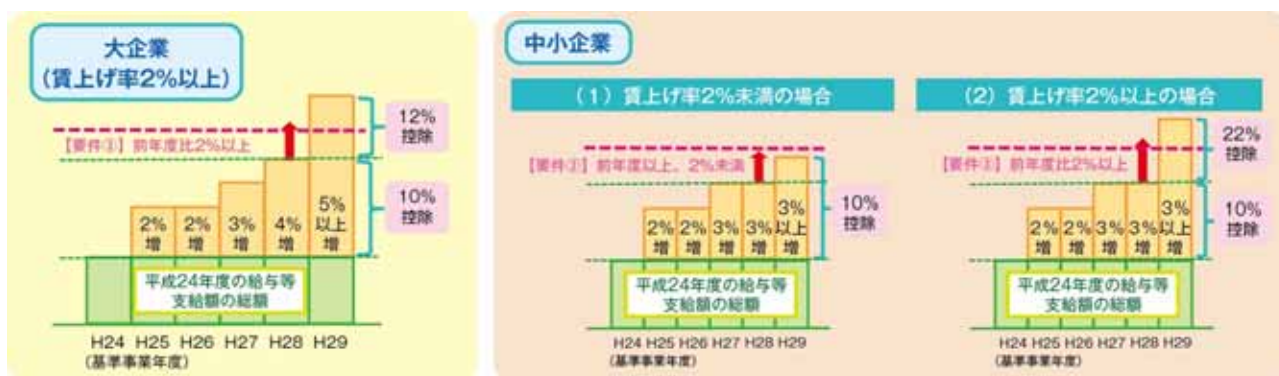 大企業
(賃上げ率2%以上)
12%
控除
【要件③】前年度比2%以上
10%
控除
2%
増
2%
増
3%
増
4%
増
5%
以上
増
平成24年度の給与等
支給額の総額
H24 H25 H26 H27 H28 H29
(基準事業年度)
中小企業
(1) 賃上げ率2%未満の場合
【要件③】前年度以上、2%未満
10%
控除
2%
増
2%
増
3%
増
3%
増
3%
以上
増
平成24年度の給与等
支給額の総額
H24 H25 H26 H27 H28 H29
(基準事業年度)
(2) 賃上げ率2%以上の場合
22%
控除
【要件③】前年度比2%以上
10%
控除
2%
増
2%
増
3%
増
3%
増
3%
以上
増
平成24年度の給与等
支給額の総額
H24 H25 H26 H27 H28 H29
(基準事業年度)